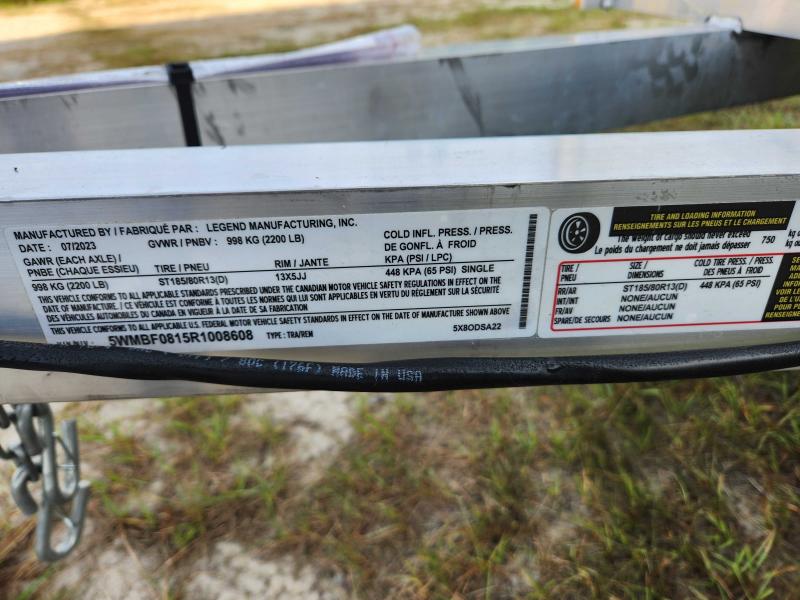 MANUFACTURED BY / FABRIQUÉ PAR : LEGEND MANUFACTURING, INC.
DATE : 07/2023 GVWR / PNBV : 998 KG (2200 LB)
GAWR (EACH AXLE) / PNBE (CHAQUE ESSIEU) TIRE / PNEU RIM / JANTE COLD INFL. PRESS. / PRESS. DE GONFL. À FROID KPA (PSI / LPC)
998 KG (2200 LB) ST185/80R13(D) 13X5JJ 448 KPA (65 PSI) SINGLE
THIS VEHICLE CONFORMS TO ALL APPLICABLE STANDARDS PRESCRIBED UNDER THE CANADIAN MOTOR VEHICLE SAFETY REGULATIONS IN EFFECT ON THE
DATE OF MANUFACTURE. / CE VÉHICULE EST CONFORME À TOUTES LES NORMES QUI LUI SONT APPLICABLES EN VERTU DU RÈGLEMENT SUR LA SÉCURITÉ
DES VÉHICULES AUTOMOBILES DU CANADA EN VIGUEUR À LA DATE DE SA FABRICATION.
THIS VEHICLE CONFORMS TO ALL APPLICABLE U.S. FEDERAL MOTOR VEHICLE SAFETY STANDARDS IN EFFECT ON THE DATE OF MANUFACTURE SHOWN ABOVE
5WMBF0815R1008608 TYPE : TRA/REM 5X8ODSA22
TIRE AND LOADING INFORMATION
RENSEIGNEMENTS SUR LES PNEUS ET LE CHARGEMENT
The weight of cargo should never exceed
Le poids du chargement ne doit jamais dépasser 750
TIRE / PNEU SIZE / DIMENSIONS COLD TIRE PRESS / PRESS DES PNEUS À FROID
RR/AR ST185/80R13(D) 448 KPA (65 PSI)
INT/INT NONE/AUCUN
SPARE/DE SECOURS NONE/AUCUN
NONE/AUCUN
80C (176F) MADE IN USA